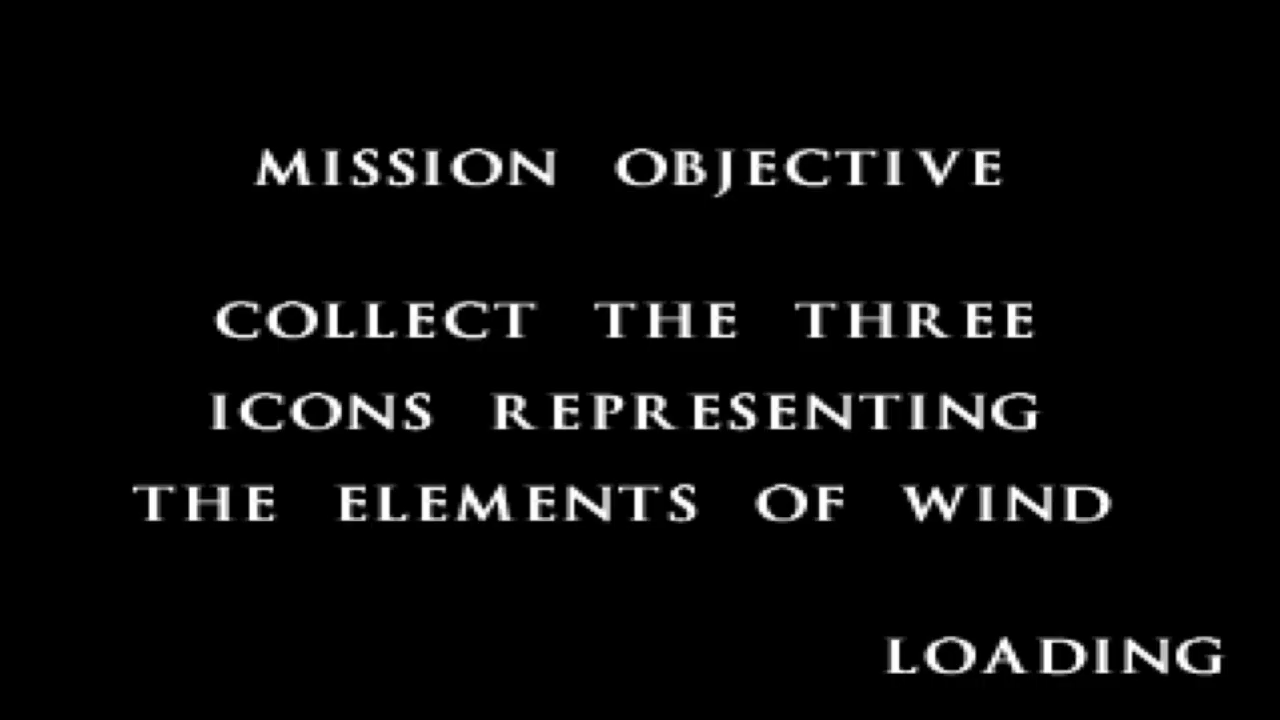 MISSION OBJECTIVE
COLLECT THE THREE
ICONS REPRESENTING
THE ELEMENTS OF WIND
LOADING